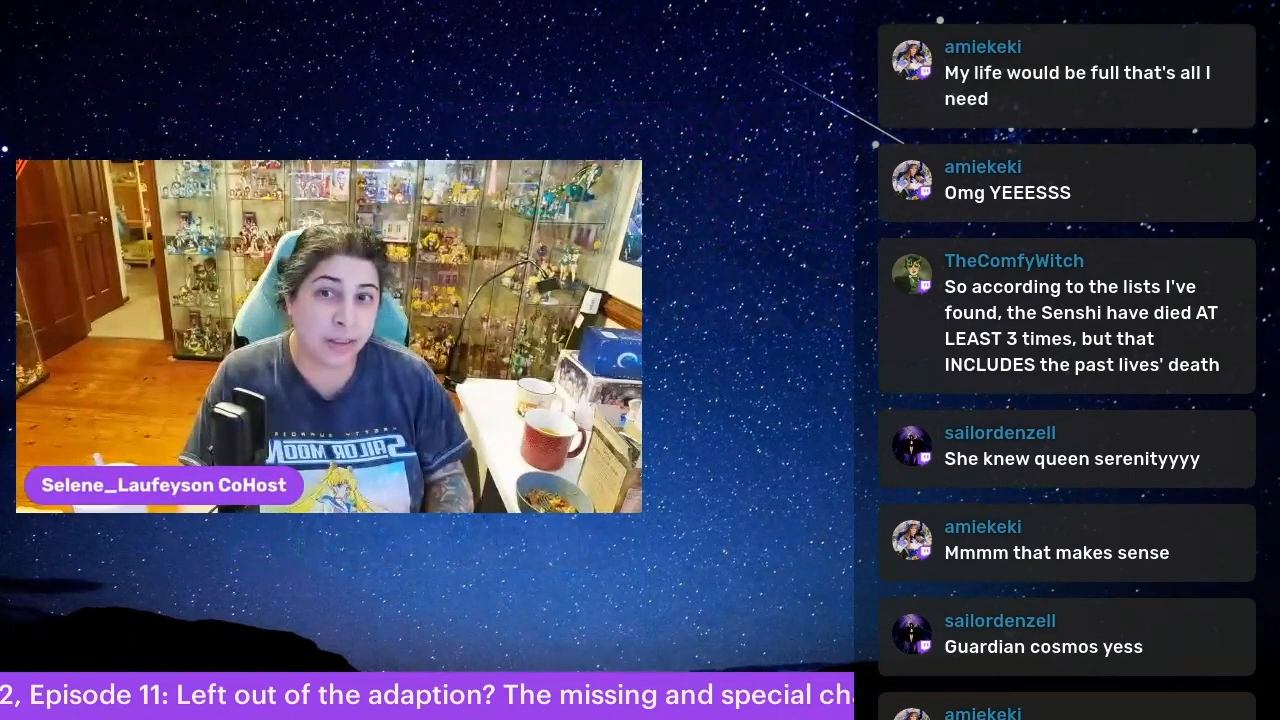 amiekeki
My life would be full that's all I
need
amiekeki
Omg YEEESSS
TheComfyWitch
So according to the lists I've
found, the Senshi have died AT
LEAST 3 times, but that
INCLUDES the past lives' death
sailordenzell
She knew queen serenityyyy
amiekeki
Mmmm that makes sense
sailordenzell
Guardian cosmos yess
amiekeki
SAILOR MOON
Selene_Laufeyson CoHost
2, Episode 11: Left out of the adaption? The missing and special cha